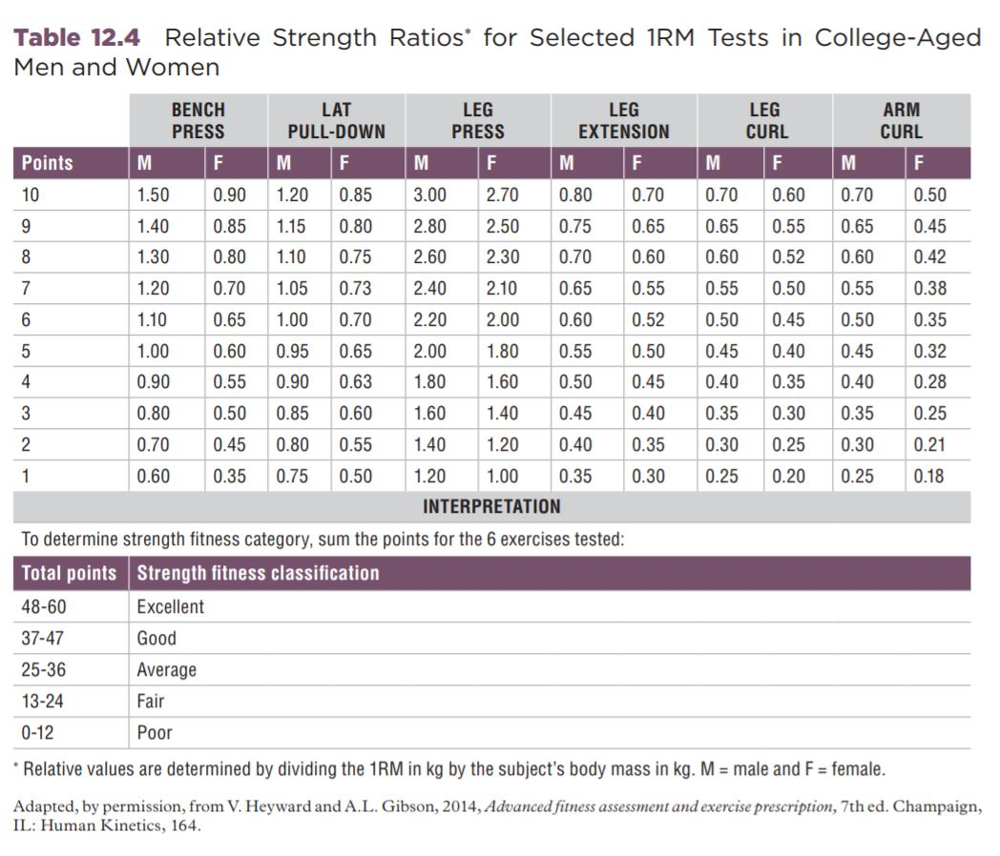 Table 12.4 Relative Strength Ratios* for Selected 1RM Tests in College-Aged
Men and Women
BENCH PRESS LAT PULL-DOWN LEG PRESS LEG EXTENSION LEG CURL ARM CURL
Points M F M F M F M F M F M F
10 1.50 0.90 1.20 0.85 3.00 2.70 0.80 0.70 0.70 0.60 0.70 0.50
9 1.40 0.85 1.15 0.80 2.80 2.50 0.75 0.65 0.65 0.55 0.65 0.45
8 1.30 0.80 1.10 0.75 2.60 2.30 0.70 0.60 0.60 0.52 0.60 0.42
7 1.20 0.70 1.05 0.73 2.40 2.10 0.65 0.55 0.55 0.50 0.55 0.38
6 1.10 0.65 1.00 0.70 2.20 2.00 0.60 0.52 0.50 0.45 0.50 0.35
5 1.00 0.60 0.95 0.65 2.00 1.80 0.55 0.50 0.45 0.40 0.45 0.32
4 0.90 0.55 0.90 0.63 1.80 1.60 0.50 0.45 0.40 0.35 0.40 0.28
3 0.80 0.50 0.85 0.60 1.60 1.40 0.45 0.40 0.35 0.30 0.35 0.25
2 0.70 0.45 0.80 0.55 1.40 1.20 0.40 0.35 0.30 0.25 0.30 0.21
1 0.60 0.35 0.75 0.50 1.20 1.00 0.35 0.30 0.25 0.20 0.25 0.18
INTERPRETATION
To determine strength fitness category, sum the points for the 6 exercises tested:
Total points Strength fitness classification
48-60 Excellent
37-47 Good
25-36 Average
13-24 Fair
0-12 Poor
* Relative values are determined by dividing the 1RM in kg by the subject's body mass in kg. M = male and F = female.
Adapted, by permission, from V. Heyward and A.L. Gibson, 2014, Advanced fitness assessment and exercise prescription, 7th ed. Champaign,
IL: Human Kinetics, 164.